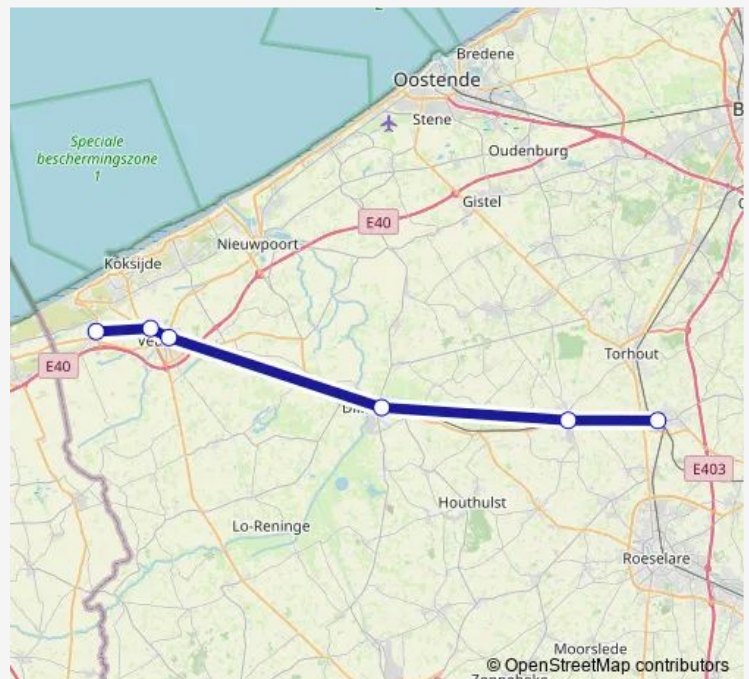 Bredene
Oostende
Stene
Speciale
beschermingszone
1
Oudenburg
Gistel
E40
Nieuwpoort
Koksijde
E40
Torhout
E403
Houthulst
Lo-Reninge
Roeselare
Moorslede
© OpenStreetMap contributors